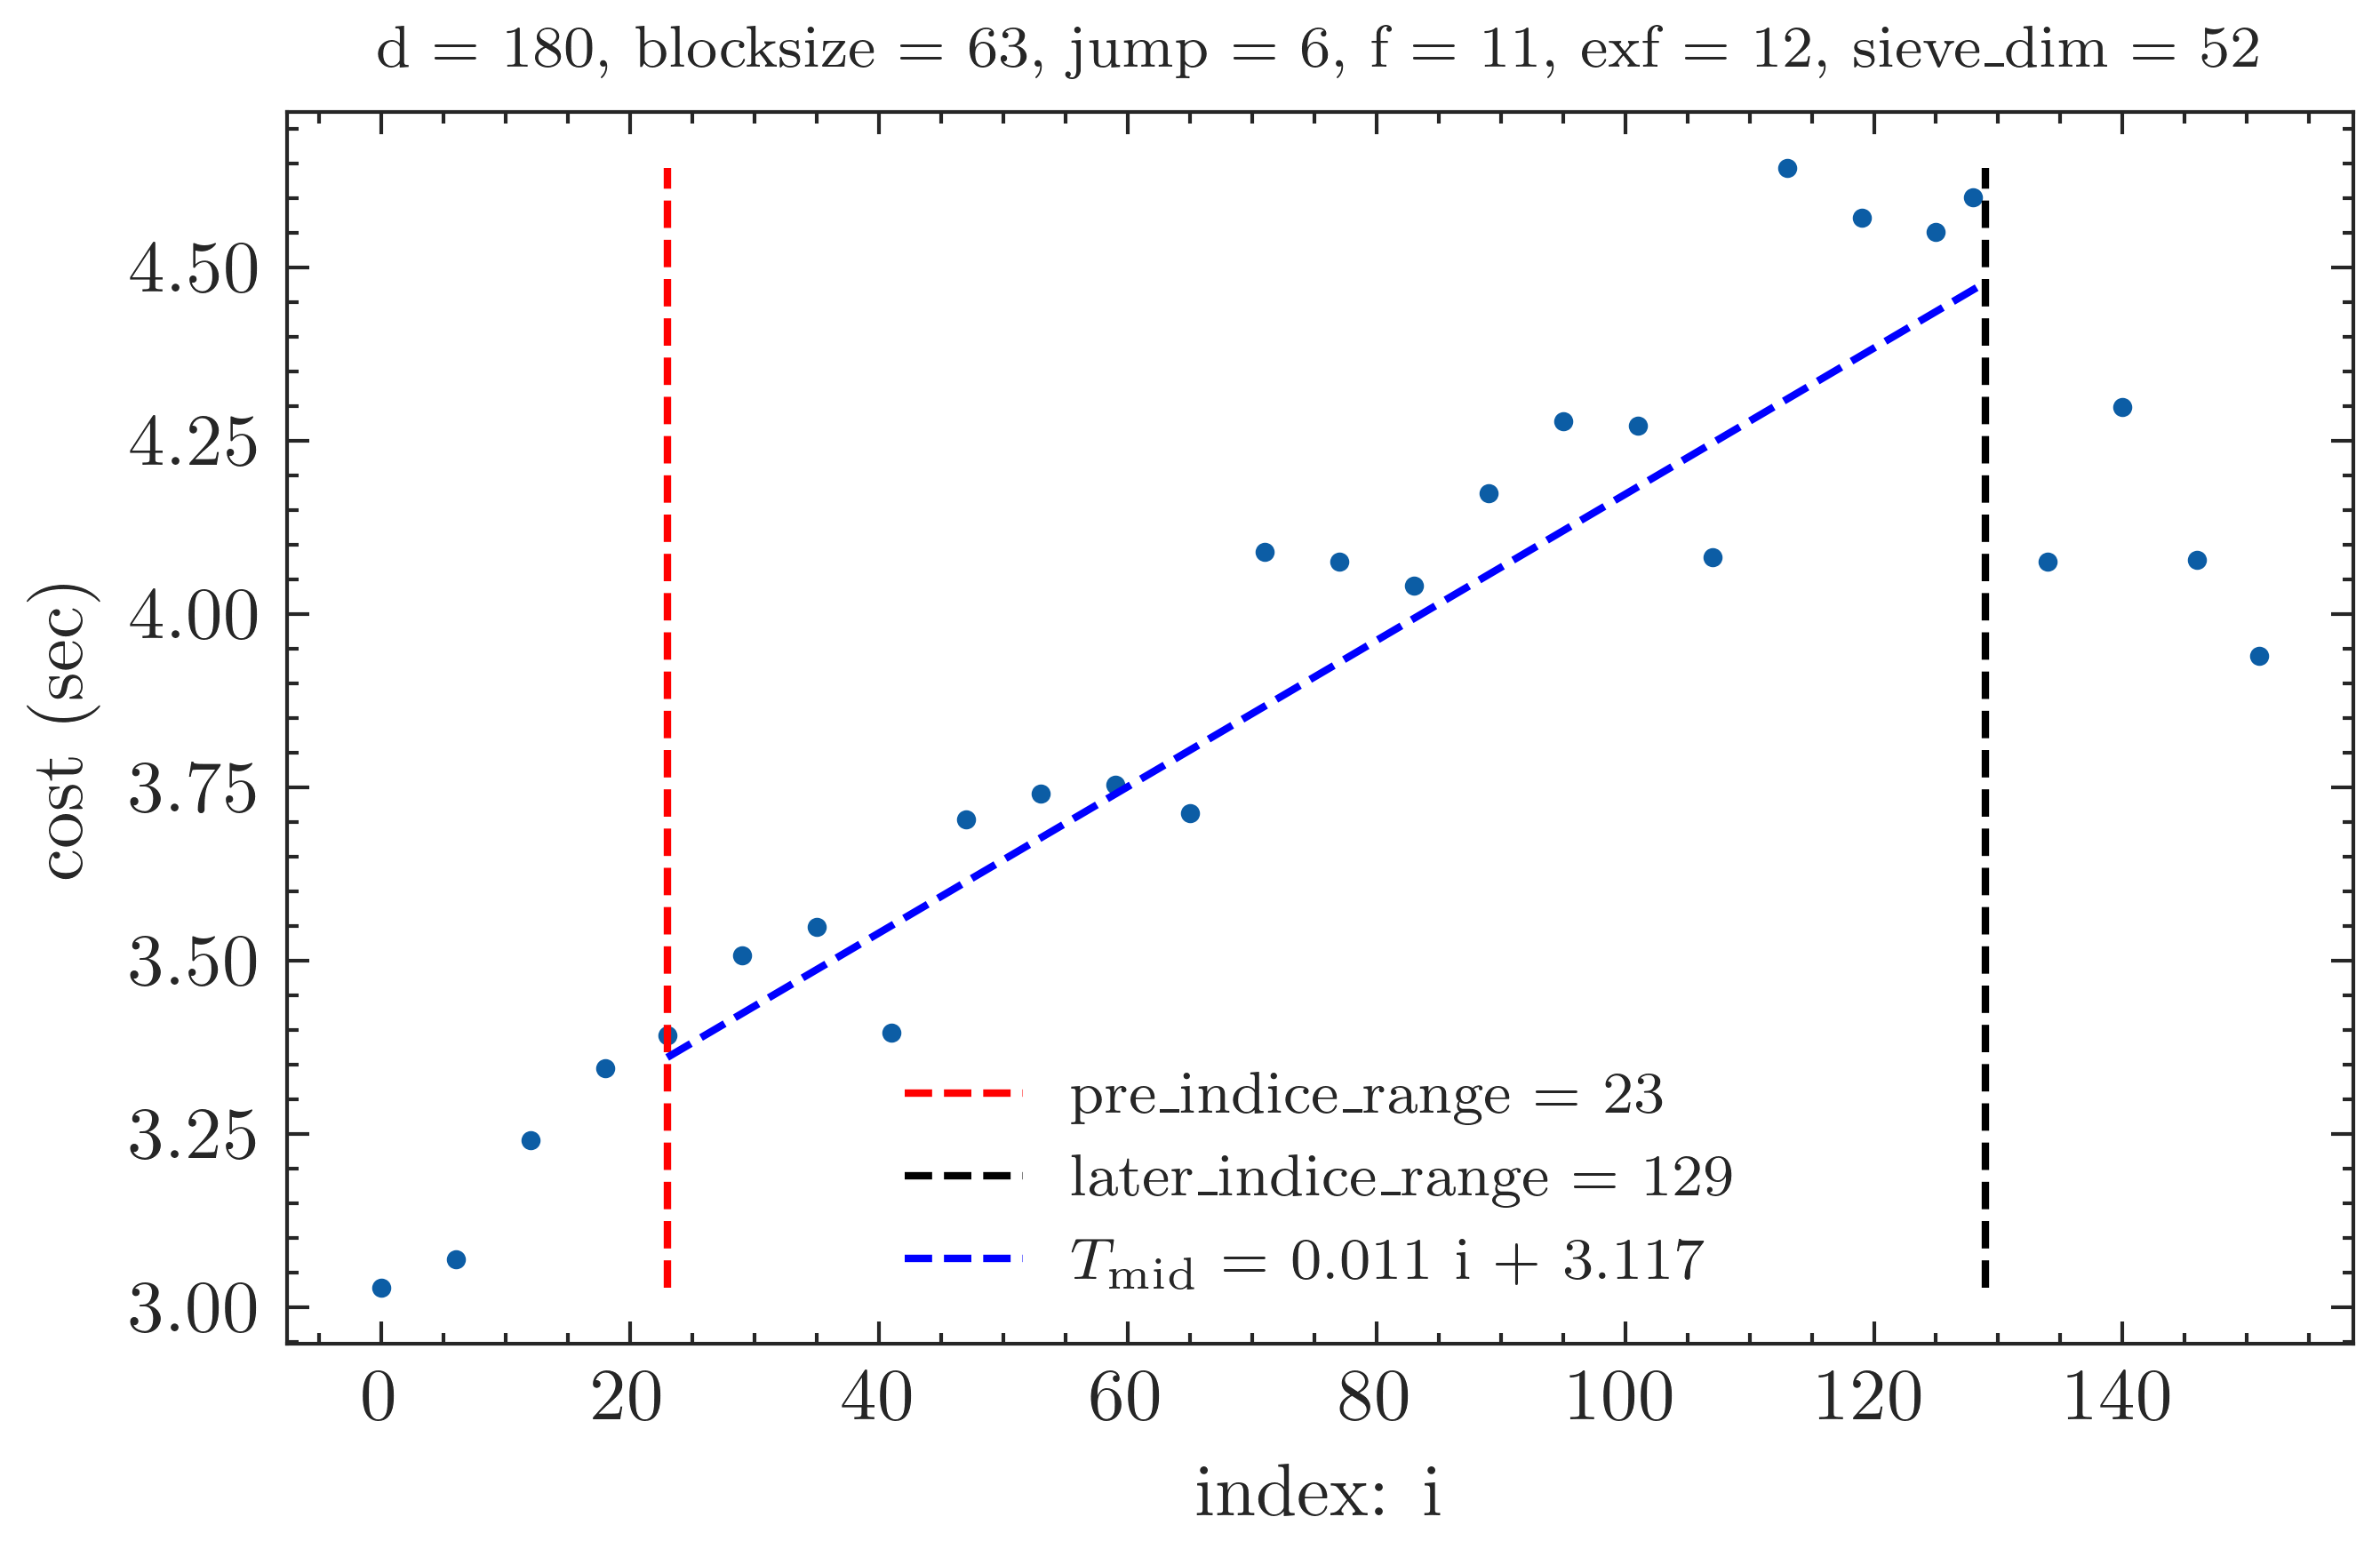 d = 180, blocksize = 63, jump = 6, f = 11, exf = 12, sieve_dim = 52
cost (sec)
4.50
4.25
4.00
3.75
3.50
3.25
3.00
pre_indice_range = 23
later_indice_range = 129
T_mid = 0.011 i + 3.117
0 20 40 60 80 100 120 140
index: i